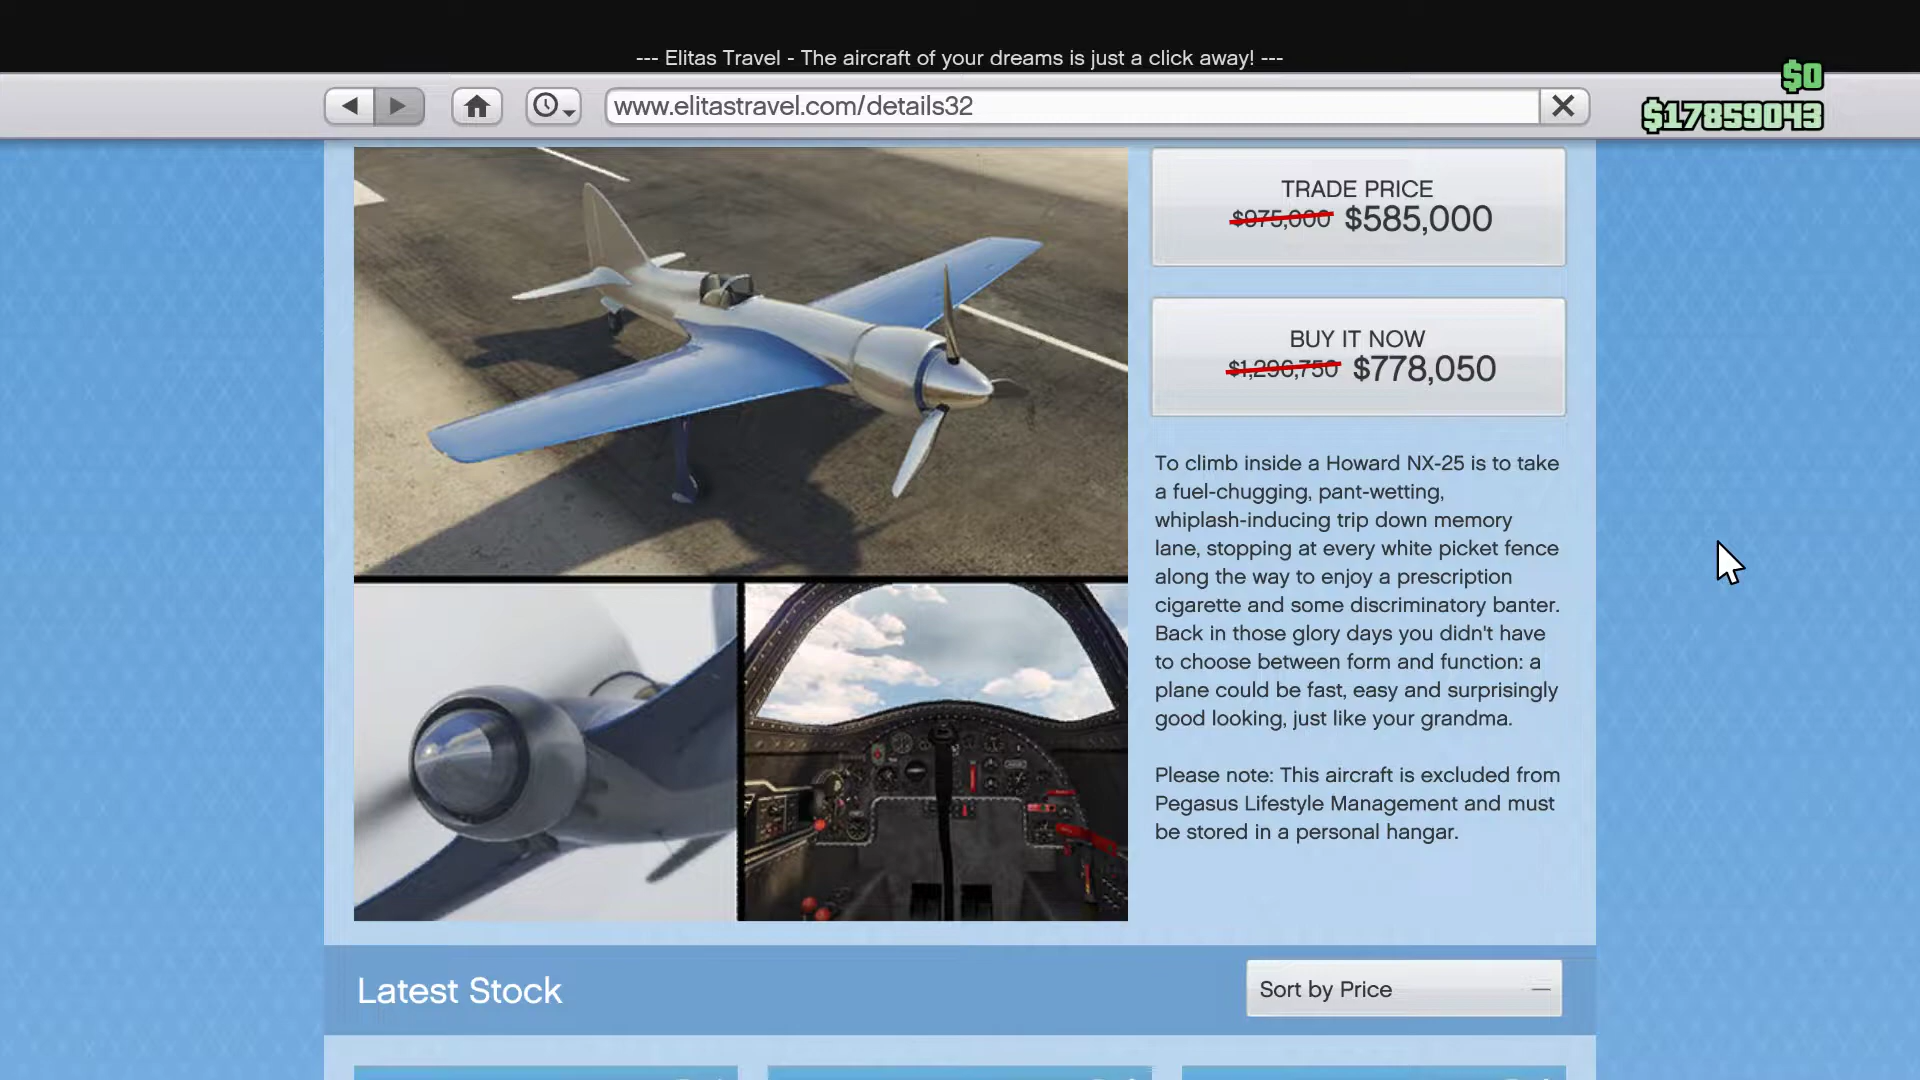 --- Elitas Travel - The aircraft of your dreams is just a click away! ---
$0
www.elitastravel.com/details32
$17859043
TRADE PRICE
$975,000 $585,000
BUY IT NOW
$1,296,750 $778,050
To climb inside a Howard NX-25 is to take
a fuel-chugging, pant-wetting,
whiplash-inducing trip down memory
lane, stopping at every white picket fence
along the way to enjoy a prescription
cigarette and some discriminatory banter.
Back in those glory days you didn't have
to choose between form and function: a
plane could be fast, easy and surprisingly
good looking, just like your grandma.
Please note: This aircraft is excluded from
Pegasus Lifestyle Management and must
be stored in a personal hangar.
Latest Stock
Sort by Price